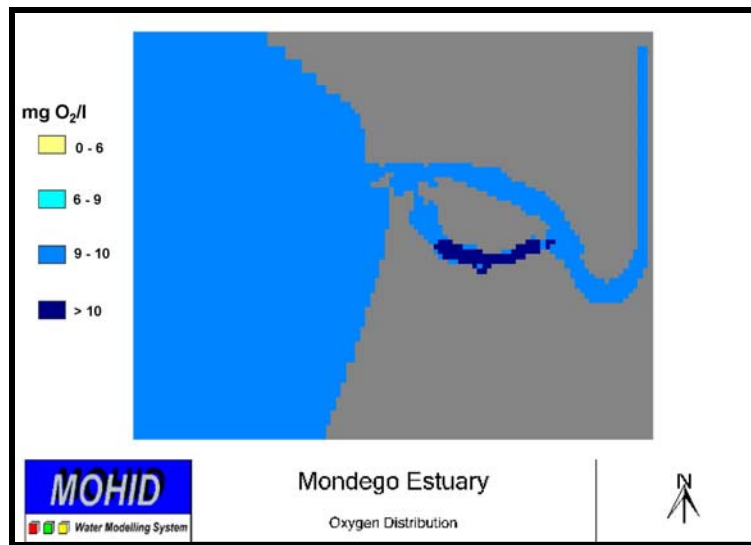 mg O₂/l
0 - 6
6 - 9
9 - 10
> 10
MOHID
Water Modelling System
Mondego Estuary
Oxygen Distribution
N